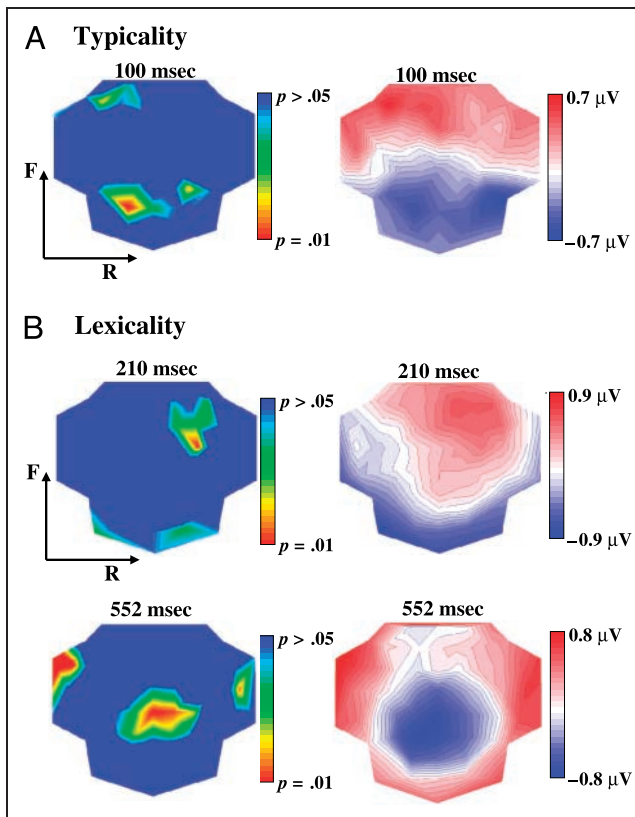 A Typicality
100 msec
p > .05
p = .01
F
R
100 msec
0.7 μV
−0.7 μV
B Lexicality
210 msec
p > .05
p = .01
F
R
210 msec
0.9 μV
−0.9 μV
552 msec
p > .05
p = .01
552 msec
0.8 μV
−0.8 μV